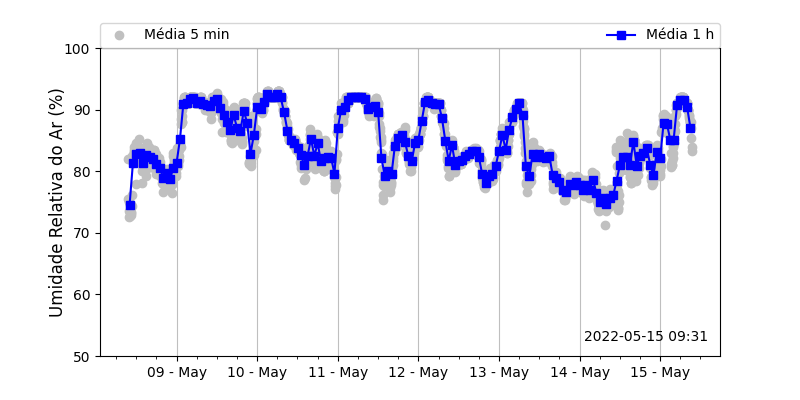 Média 5 min
Média 1 h
Umidade Relativa do Ar (%)
100
90
80
70
60
50
2022-05-15 09:31
09 - May
10 - May
11 - May
12 - May
13 - May
14 - May
15 - May